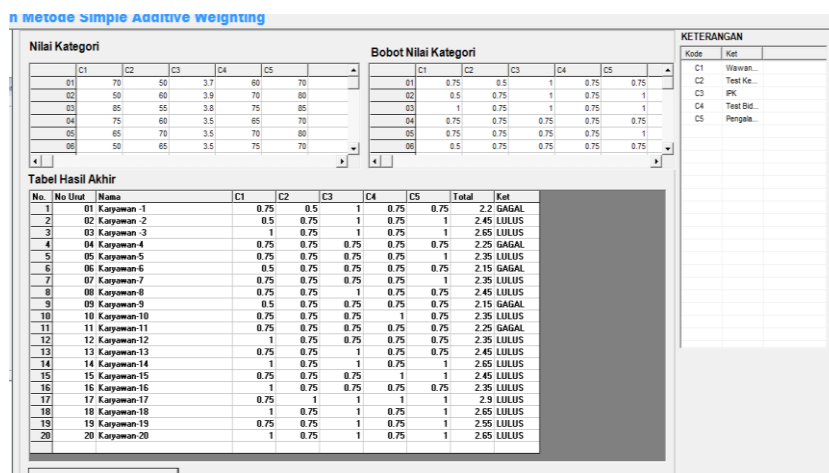 n Metode Simple Additive Weighting
Nilai Kategori
C1 C2 C3 C4 C5
01 70 50 3.7 60 70
02 50 60 3.9 70 80
03 85 55 3.8 75 85
04 75 60 3.5 65 70
05 65 70 3.5 70 80
06 50 65 3.5 75 70
Bobot Nilai Kategori
C1 C2 C3 C4 C5
01 0.75 0.5 1 0.75 0.75
02 0.5 0.75 1 0.75 1
03 1 0.75 1 0.75 1
04 0.75 0.75 0.75 0.75 0.75
05 0.75 0.75 0.75 0.75 1
06 0.5 0.75 0.75 0.75 0.75
KETERANGAN
Kode Ket
C1 Wawan...
C2 Test Ke...
C3 IPK
C4 Test Bid...
C5 Pengala...
Tabel Hasil Akhir
No. No Urut Nama C1 C2 C3 C4 C5 Total Ket
1 01 Karyawan -1 0.75 0.5 1 0.75 0.75 2.2 GAGAL
2 02 Karyawan -2 0.5 0.75 1 0.75 1 2.45 LULUS
3 03 Karyawan -3 1 0.75 1 0.75 1 2.65 LULUS
4 04 Karyawan-4 0.75 0.75 0.75 0.75 0.75 2.25 GAGAL
5 05 Karyawan-5 0.75 0.75 0.75 0.75 1 2.35 LULUS
6 06 Karyawan-6 0.5 0.75 0.75 0.75 0.75 2.15 GAGAL
7 07 Karyawan-7 0.75 0.75 0.75 0.75 1 2.35 LULUS
8 08 Karyawan-8 0.75 0.75 1 0.75 0.75 2.45 LULUS
9 09 Karyawan-9 0.5 0.75 0.75 0.75 0.75 2.15 GAGAL
10 10 Karyawan-10 0.75 0.75 0.75 1 0.75 2.35 LULUS
11 11 Karyawan-11 0.75 0.75 0.75 0.75 0.75 2.25 GAGAL
12 12 Karyawan-12 1 0.75 0.75 0.75 0.75 2.35 LULUS
13 13 Karyawan-13 0.75 0.75 1 0.75 0.75 2.45 LULUS
14 14 Karyawan-14 1 0.75 1 0.75 1 2.65 LULUS
15 15 Karyawan-15 0.75 0.75 0.75 1 1 2.45 LULUS
16 16 Karyawan-16 1 0.75 0.75 0.75 0.75 2.35 LULUS
17 17 Karyawan-17 0.75 1 1 1 1 2.9 LULUS
18 18 Karyawan-18 1 0.75 1 0.75 1 2.65 LULUS
19 19 Karyawan-19 0.75 0.75 1 0.75 1 2.55 LULUS
20 20 Karyawan-20 1 0.75 1 0.75 1 2.65 LULUS